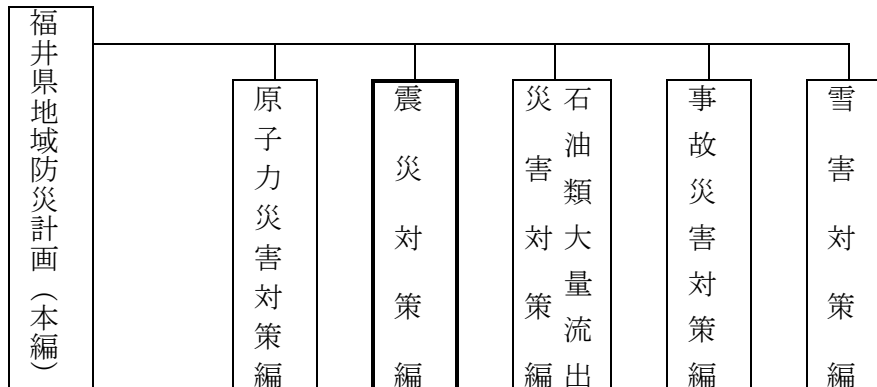 福井県地域防災計画（本編）
原子力災害対策編
震災対策編
石油類大量流出
災害対策編
事故災害対策編
雪害対策編